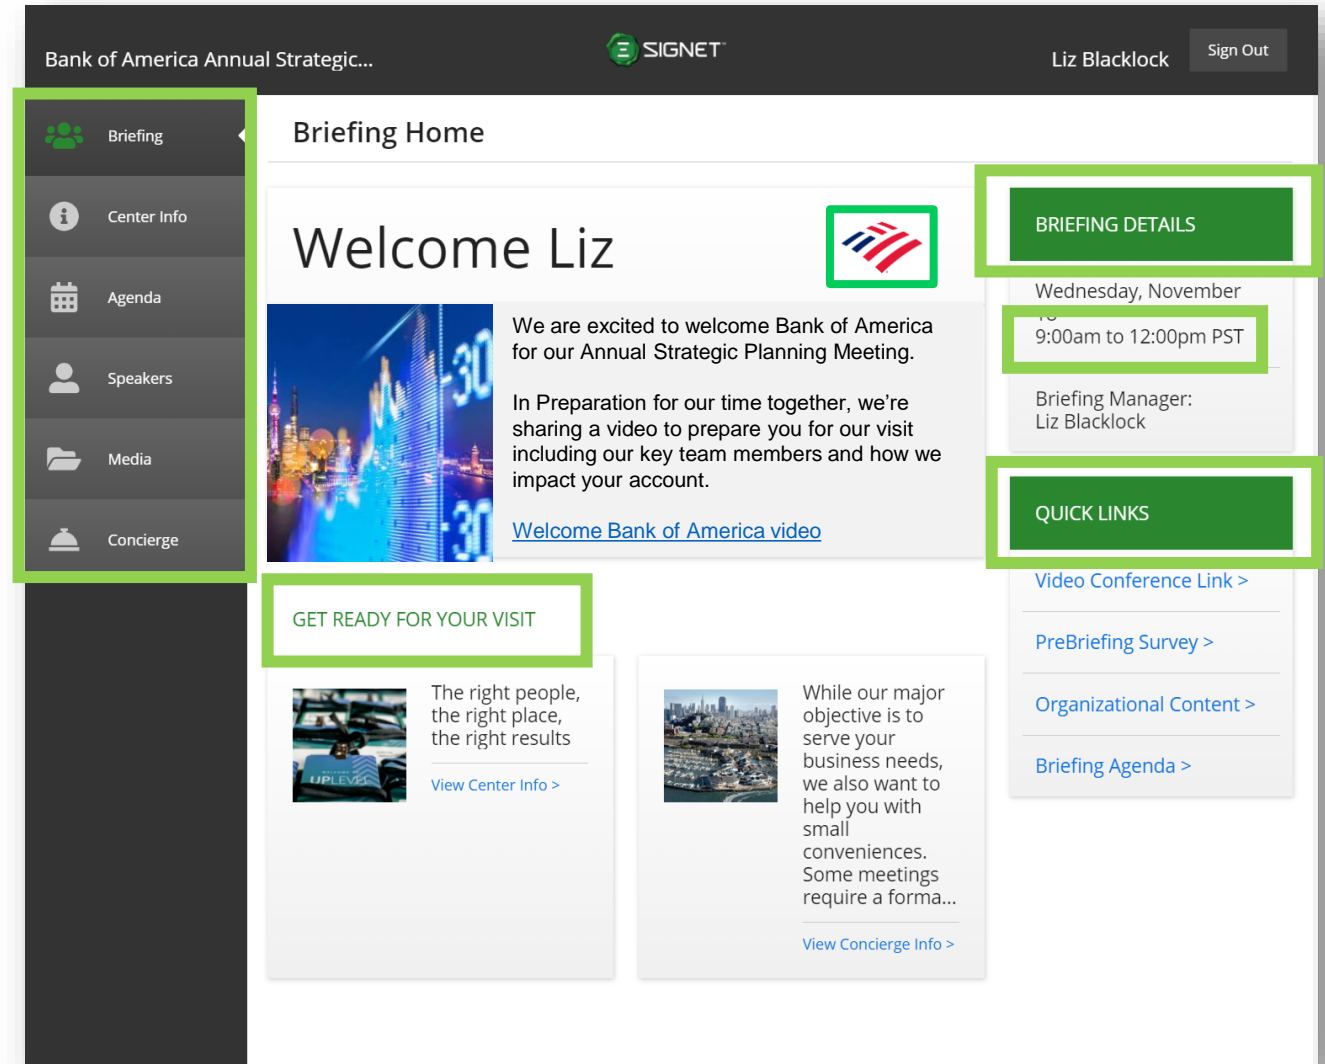 Bank of America Annual Strategic...
SIGNET
Liz Blacklock
Sign Out
Briefing
Center Info
Agenda
Speakers
Media
Concierge
Briefing Home
Welcome Liz
We are excited to welcome Bank of America
for our Annual Strategic Planning Meeting.
In Preparation for our time together, we're
sharing a video to prepare you for our visit
including our key team members and how we
impact your account.
Welcome Bank of America video
-30
-30
GET READY FOR YOUR VISIT
UPLEVEL
The right people,
the right place,
the right results
View Center Info >
While our major
objective is to
serve your
business needs,
we also want to
help you with
small
conveniences.
Some meetings
require a forma...
View Concierge Info >
BRIEFING DETAILS
Wednesday, November
9:00am to 12:00pm PST
Briefing Manager:
Liz Blacklock
QUICK LINKS
Video Conference Link >
PreBriefing Survey >
Organizational Content >
Briefing Agenda >